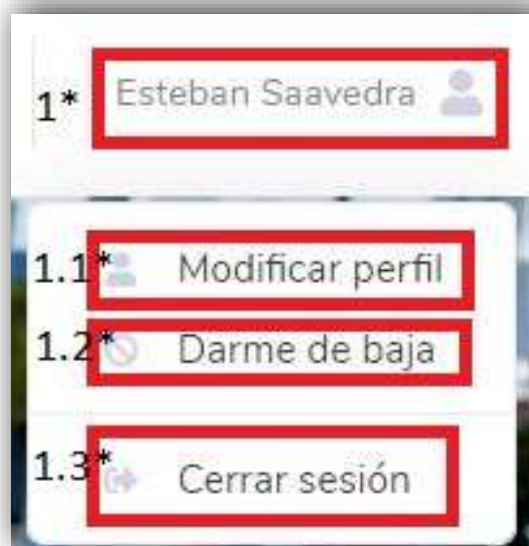 1* Esteban Saavedra
1.1* Modificar perfil
1.2* Darme de baja
1.3* Cerrar sesión